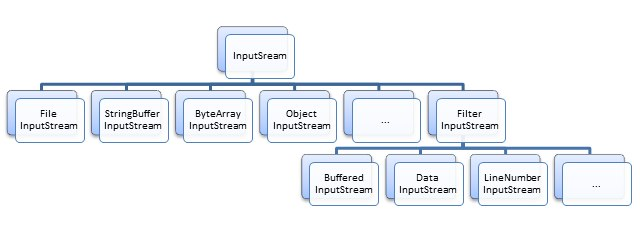 InputSream
File
InputStream
StringBuffer
InputStream
ByteArray
InputStream
Object
InputStream
...
Filter
InputStream
Buffered
InputStream
Data
InputStream
LineNumber
InputStream
...